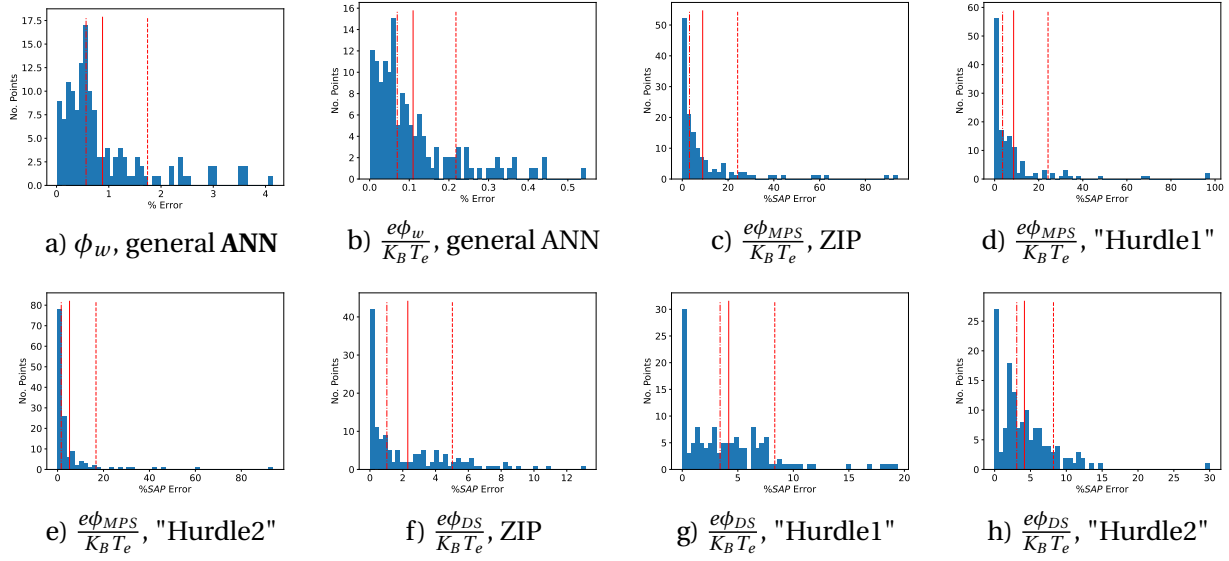 17.5
15.0
12.5
10.0
7.5
5.0
2.5
0.0
No. Points
0 2 4
% Error
a) ϕ_w, general ANN
16
14
12
10
8
6
4
2
0
No. Points
0.0 0.1 0.2 0.3 0.4 0.5
% Error
b) eϕ_w/K_B T_e, general ANN
50
40
30
20
10
0
No. Points
0 20 40 60 80
%SAP Error
c) eϕ_MPS/K_B T_e, ZIP
60
50
40
30
20
10
0
No. Points
0 20 40 60 80 100
%SAP Error
d) eϕ_MPS/K_B T_e, "Hurdle1"
80
70
60
50
40
30
20
10
0
No. Points
0 20 40 60 80
%SAP Error
e) eϕ_MPS/K_B T_e, "Hurdle2"
40
30
20
10
0
No. Points
0 2 4 6 8 10 12
%SAP Error
f) eϕ_DS/K_B T_e, ZIP
30
25
20
15
10
5
0
No. Points
0 5 10 15 20
%SAP Error
g) eϕ_DS/K_B T_e, "Hurdle1"
25
20
15
10
5
0
No. Points
0 5 10 15 20 25 30
%SAP Error
h) eϕ_DS/K_B T_e, "Hurdle2"